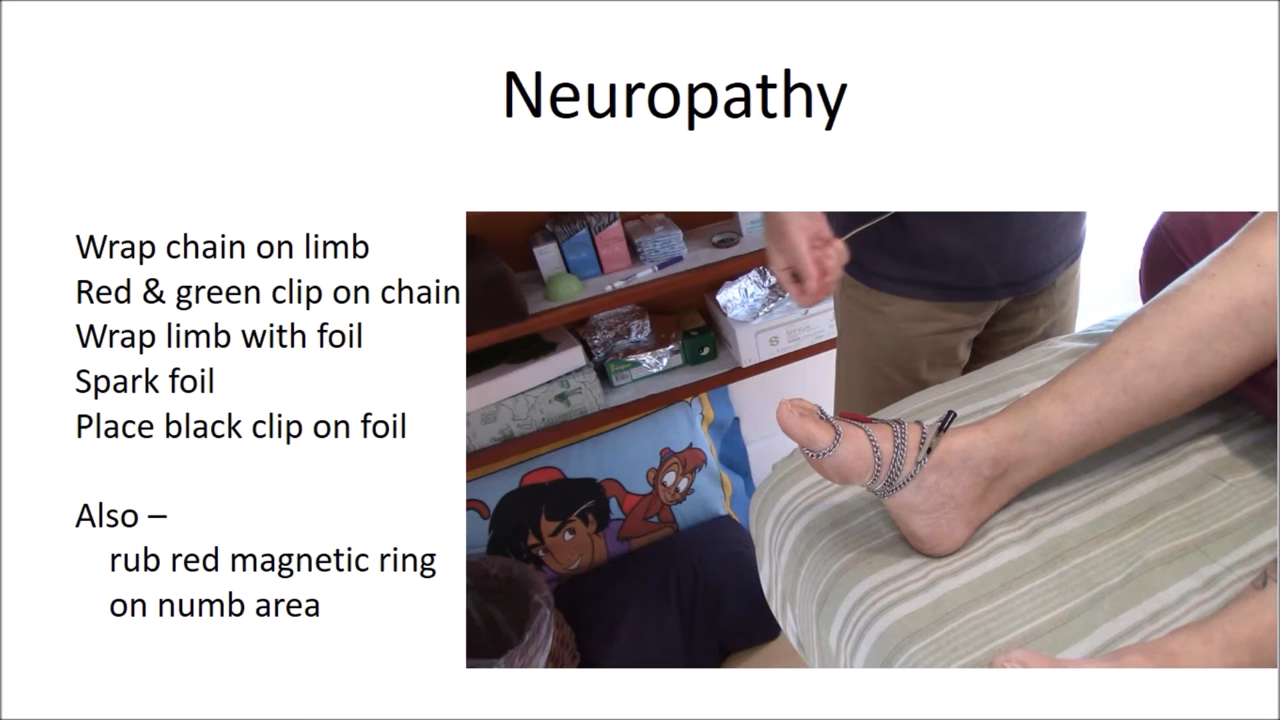 Neuropathy
Wrap chain on limb
Red & green clip on chain
Wrap limb with foil
Spark foil
Place black clip on foil
Also –
rub red magnetic ring
on numb area